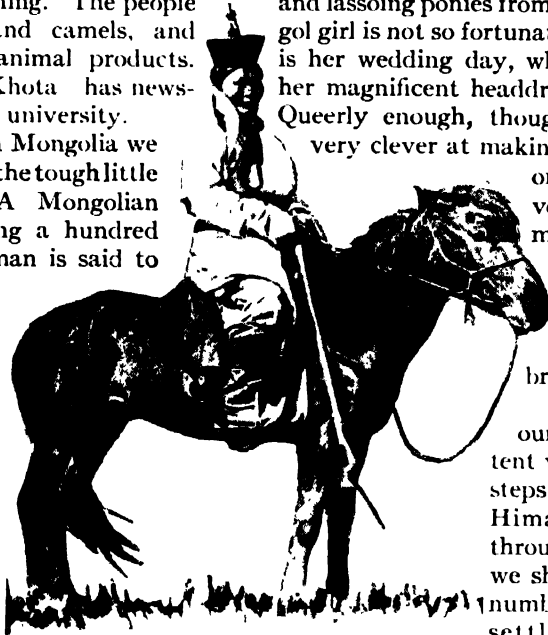 ning. The people
and camels, and
animal products.
Khota has news-
university.
Mongolia we
the tough little
A Mongolian
ng a hundred
man is said to
and lassoing ponies from
gol girl is not so fortunat
is her wedding day, wh
her magnificent headdr
Queerly enough, thoug
very clever at makin
or
ve
m
br
our
tent
steps
Hima
throu
we sh
numb
settl